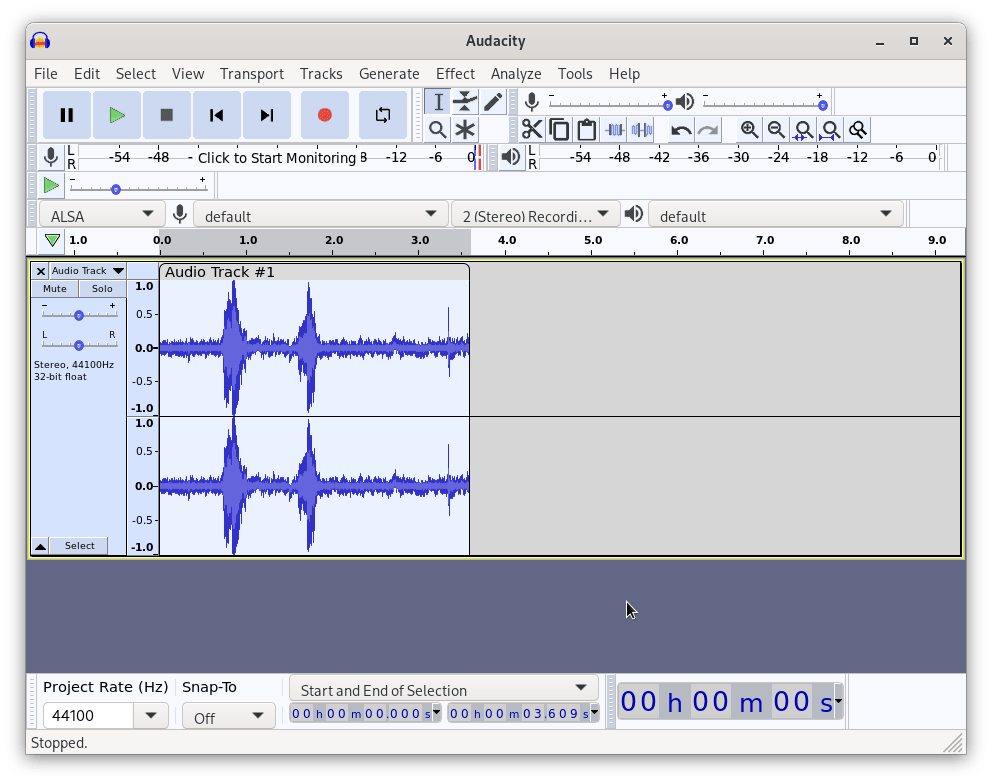 Audacity
File Edit Select View Transport Tracks Generate Effect Analyze Tools Help
L
R
-54 -48 - Click to Start Monitoring 8 -12 -6 0
L
R
-54 -48 -42 -36 -30 -24 -18 -12 -6 0
- +
ALSA default 2 (Stereo) Recordi... default
1.0 0.0 1.0 2.0 3.0 4.0 5.0 6.0 7.0 8.0 9.0
Audio Track
Audio Track #1
Mute Solo
- +
L R
Stereo, 44100Hz
32-bit float
1.0
0.5
0.0
-0.5
-1.0
1.0
0.5
0.0
-0.5
-1.0
Select
Project Rate (Hz) Snap-To Start and End of Selection
44100 Off 00 h 00 m 00.000 s 00 h 00 m 03.609 s
00 h 00 m 00 s
Stopped.